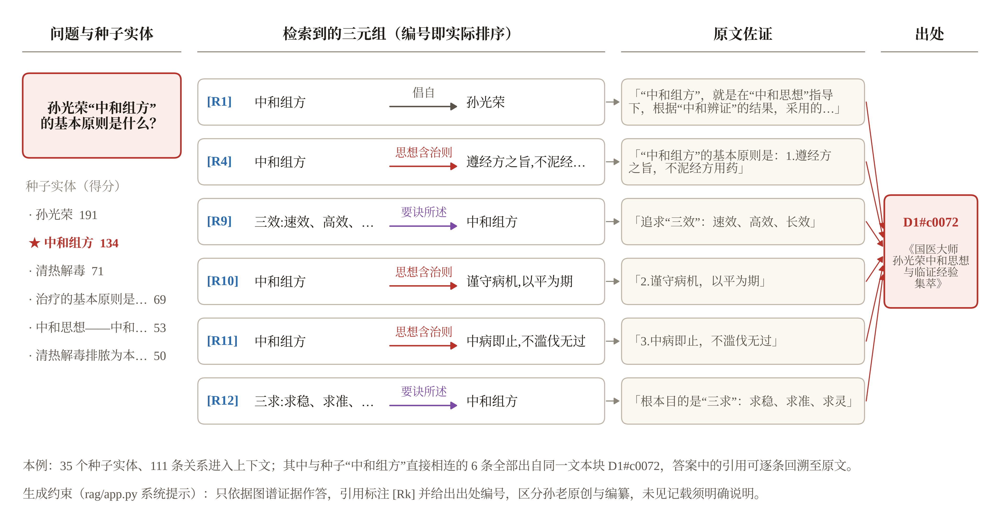 问题与种子实体
检索到的三元组（编号即实际排序）
原文佐证
出处
孙光荣“中和组方”
的基本原则是什么？
种子实体（得分）
· 孙光荣 191
★ 中和组方 134
· 清热解毒 71
· 治疗的基本原则是… 69
· 中和思想——中和… 53
· 清热解毒排脓为本… 50
[R1] 中和组方 倡自 孙光荣
「“中和组方”，就是在“中和思想”指导
下，根据“中和辨证”的结果，采用的…」
[R4] 中和组方 思想含治则 遵经方之旨,不泥经…
「“中和组方”的基本原则是：1.遵经方
之旨，不泥经方用药」
[R9] 三效:速效、高效、… 要诀所述 中和组方
「追求“三效”：速效、高效、长效」
[R10] 中和组方 思想含治则 谨守病机,以平为期
「2.谨守病机，以平为期」
[R11] 中和组方 思想含治则 中病即止,不滥伐无过
「3.中病即止，不滥伐无过」
[R12] 三求:求稳、求准、… 要诀所述 中和组方
「根本目的是“三求”：求稳、求准、求灵」
D1#c0072
《国医大师
孙光荣中和思想
与临证经验
集萃》
本例：35 个种子实体、111 条关系进入上下文；其中与种子“中和组方”直接相连的 6 条全部出自同一文本块 D1#c0072，答案中的引用可逐条回溯至原文。
生成约束（rag/app.py 系统提示）：只依据图谱证据作答，引用标注 [Rk] 并给出出处编号，区分孙老原创与编纂，未见记载须明确说明。